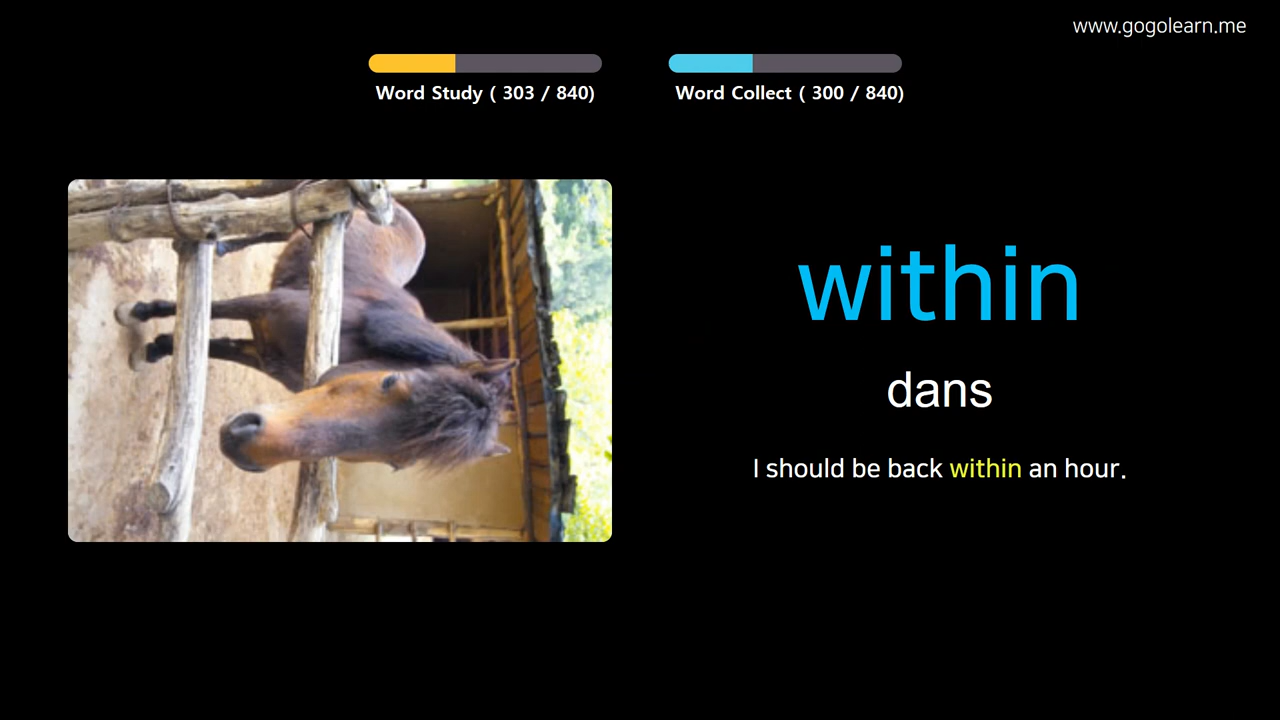 www.gogolearn.me
Word Study ( 303 / 840)
Word Collect ( 300 / 840)
within
dans
I should be back within an hour.